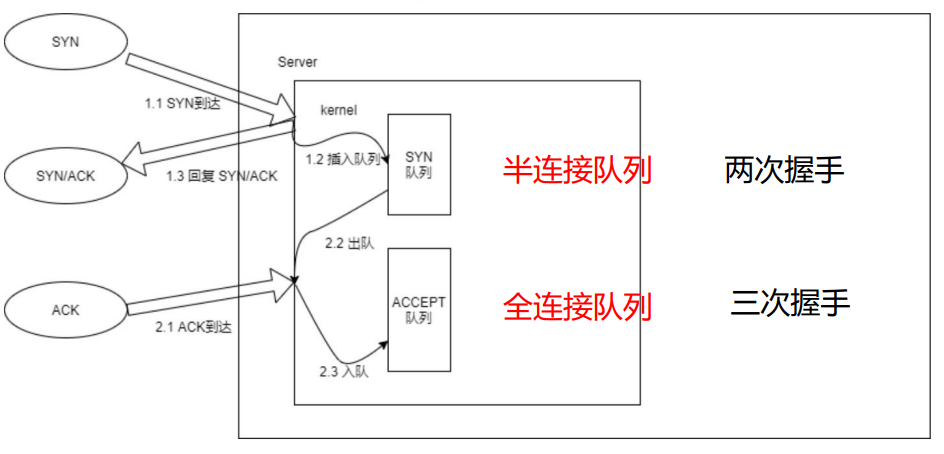 SYN
Server
1.1 SYN到达
kernel
1.2 插入队列
SYN
队列
半连接队列
两次握手
SYN/ACK
1.3 回复 SYN/ACK
2.2 出队
ACK
2.1 ACK到达
ACCEPT
队列
全连接队列
三次握手
2.3 入队